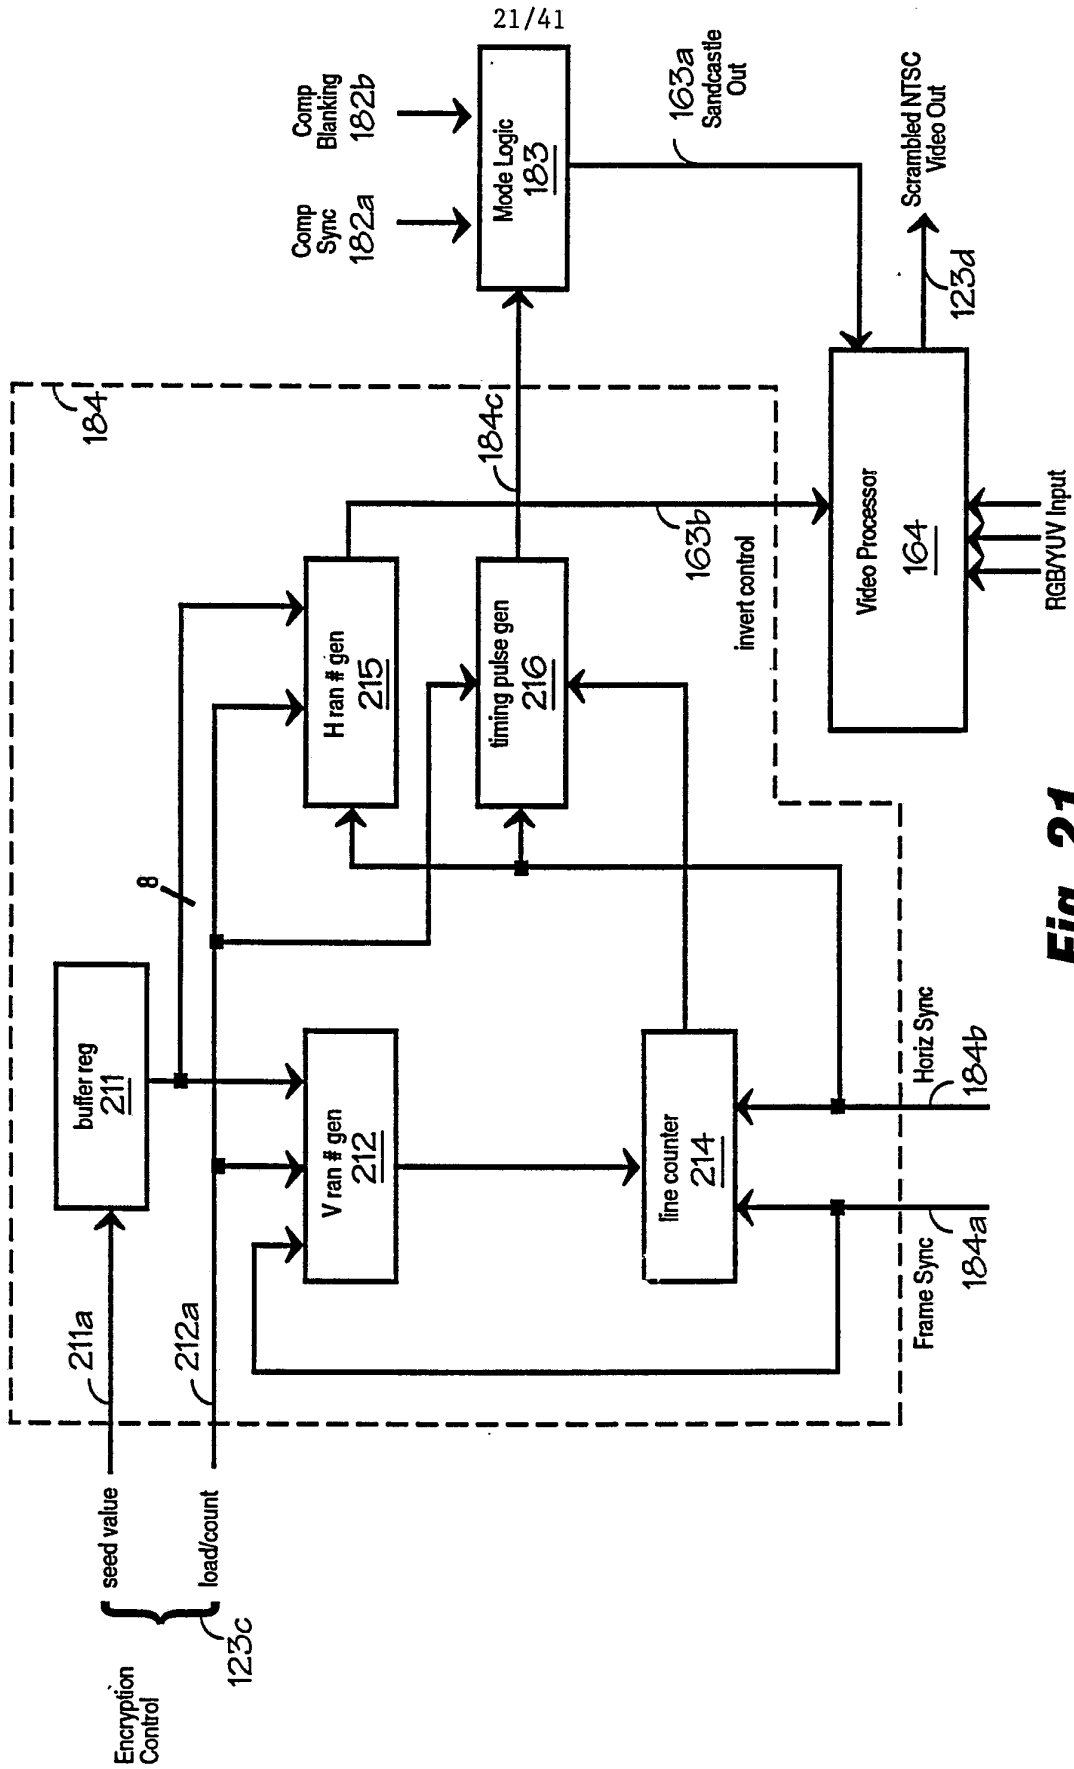 21/41
Encryption
Control
123c
seed value
load/count
211a
212a
184
buffer reg
211
8
V ran # gen
212
H ran # gen
215
timing pulse gen
216
line counter
214
Frame Sync
184a
Horiz Sync
184b
184c
163b
invert control
Comp
Sync
182a
Comp
Blanking
182b
Mode Logic
183
163a
Sandcastle
Out
Video Processor
164
RGB/YUV Input
123d
Scrambled NTSC
Video Out
Fig. 21